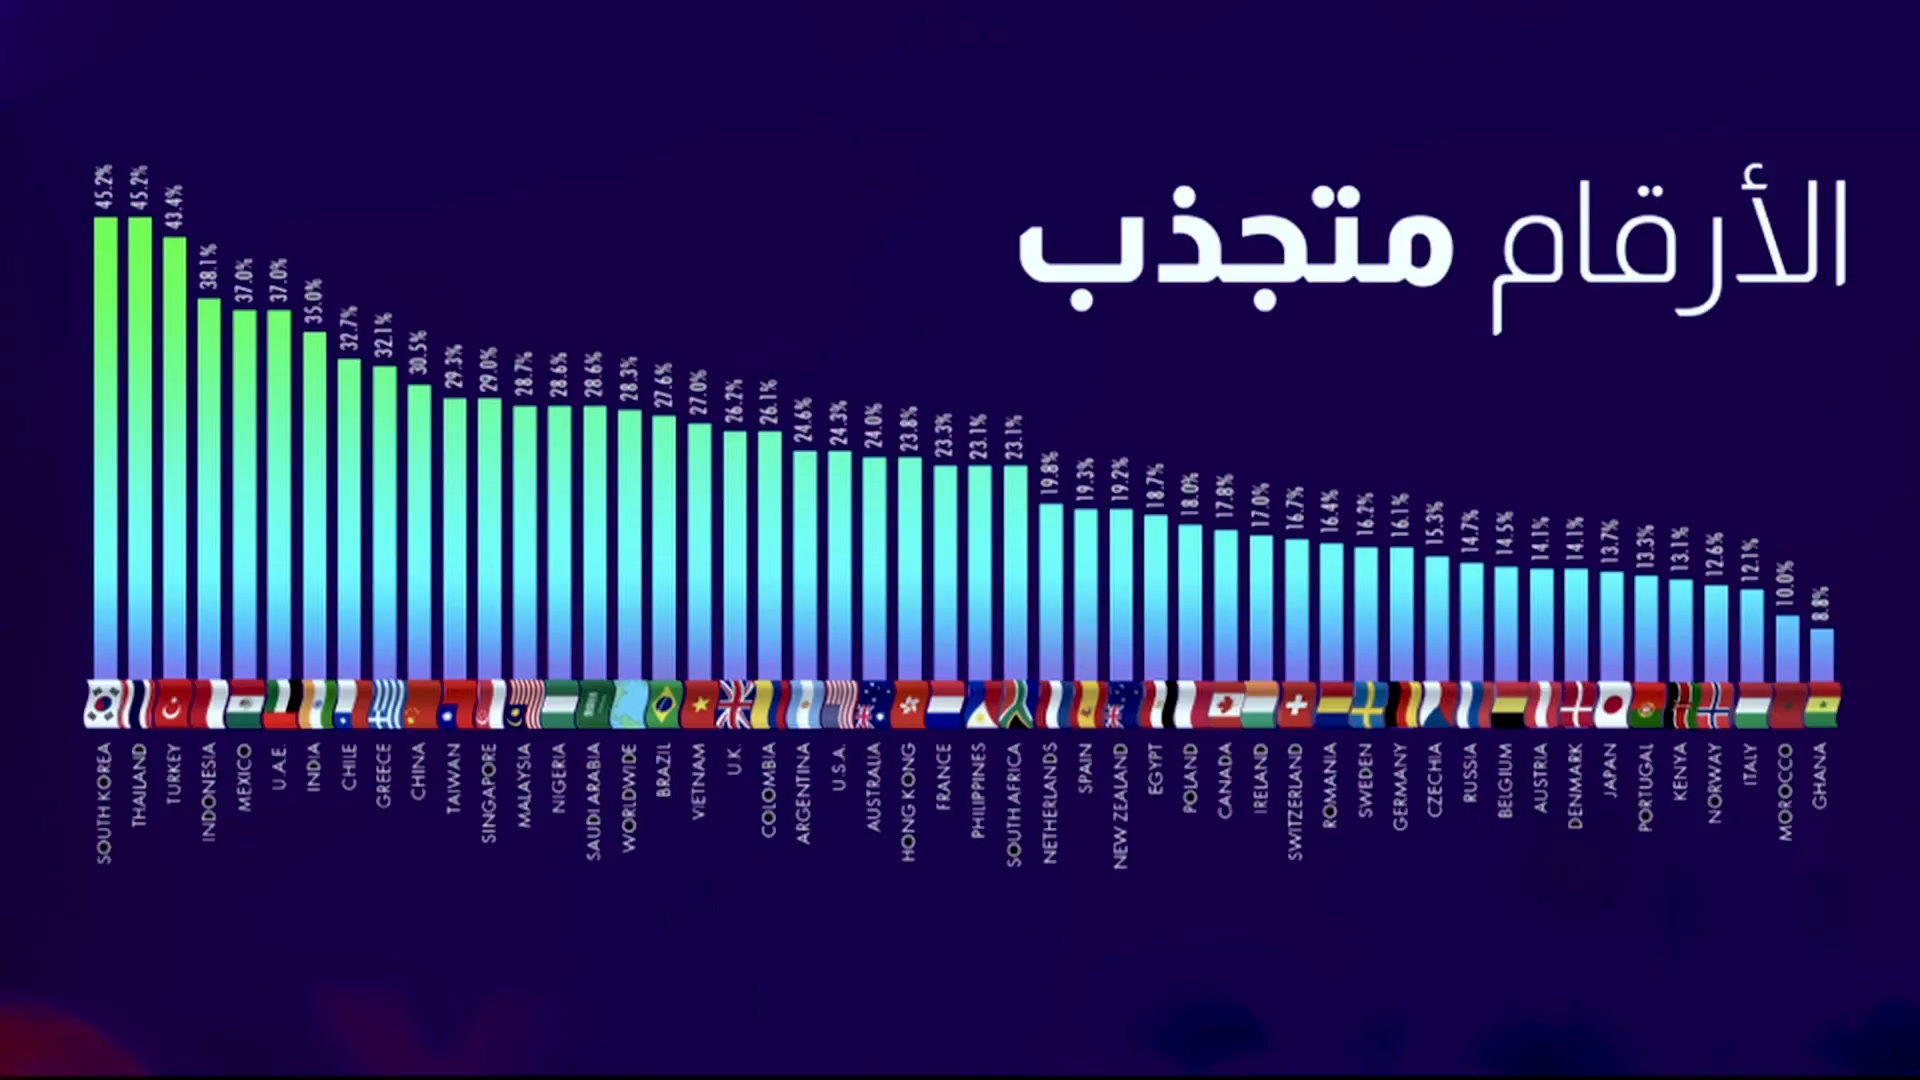 الأرقام متجذب
45.2% 45.2% 43.4% 38.1% 37.0% 37.0% 35.0% 32.7% 32.1% 30.5% 29.3% 29.0% 28.7% 28.6% 28.6% 28.3% 27.6% 27.0% 26.2% 26.1% 24.6% 24.3% 24.0% 23.8% 23.3% 23.1% 23.1% 19.8% 19.3% 19.2% 18.7% 18.0% 17.8% 17.0% 16.7% 16.4% 16.2% 16.1% 15.3% 14.7% 14.5% 14.1% 14.1% 13.7% 13.3% 13.1% 12.6% 12.1% 10.0% 8.8%
SOUTH KOREA THAILAND TURKEY INDONESIA MEXICO U.A.E. INDIA CHILE GREECE CHINA TAIWAN SINGAPORE MALAYSIA NIGERIA SAUDI ARABIA WORLDWIDE BRAZIL VIETNAM U.K. COLOMBIA ARGENTINA U.S.A. AUSTRALIA HONG KONG FRANCE PHILIPPINES SOUTH AFRICA NETHERLANDS SPAIN NEW ZEALAND EGYPT POLAND CANADA IRELAND SWITZERLAND ROMANIA SWEDEN GERMANY CZECHIA RUSSIA BELGIUM AUSTRIA DENMARK JAPAN PORTUGAL KENYA NORWAY ITALY MOROCCO GHANA